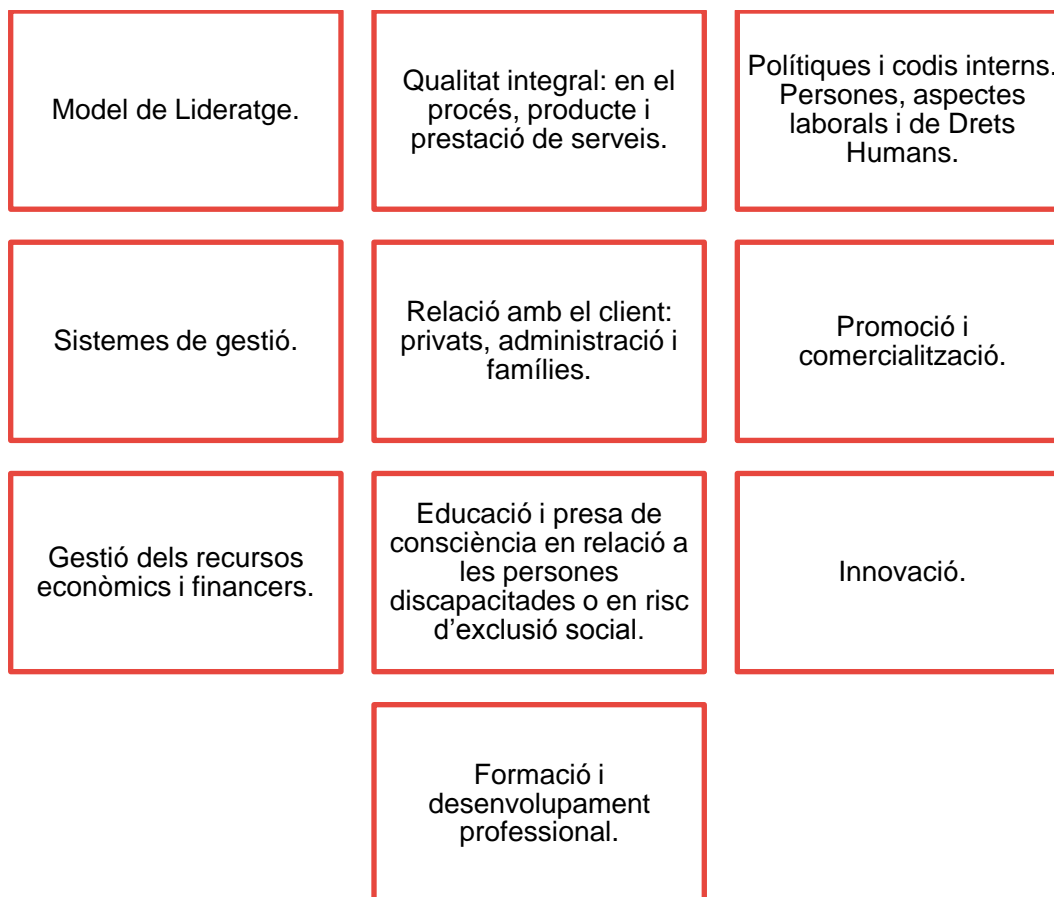 Model de Lideratge.
Qualitat integral: en el
procés, producte i
prestació de serveis.
Polítiques i codis interns.
Persones, aspectes
laborals i de Drets
Humans.
Sistemes de gestió.
Relació amb el client:
privats, administració i
famílies.
Promoció i
comercialització.
Gestió dels recursos
econòmics i financers.
Educació i presa de
consciència en relació a
les persones
discapacitades o en risc
d’exclusió social.
Innovació.
Formació i
desenvolupament
professional.